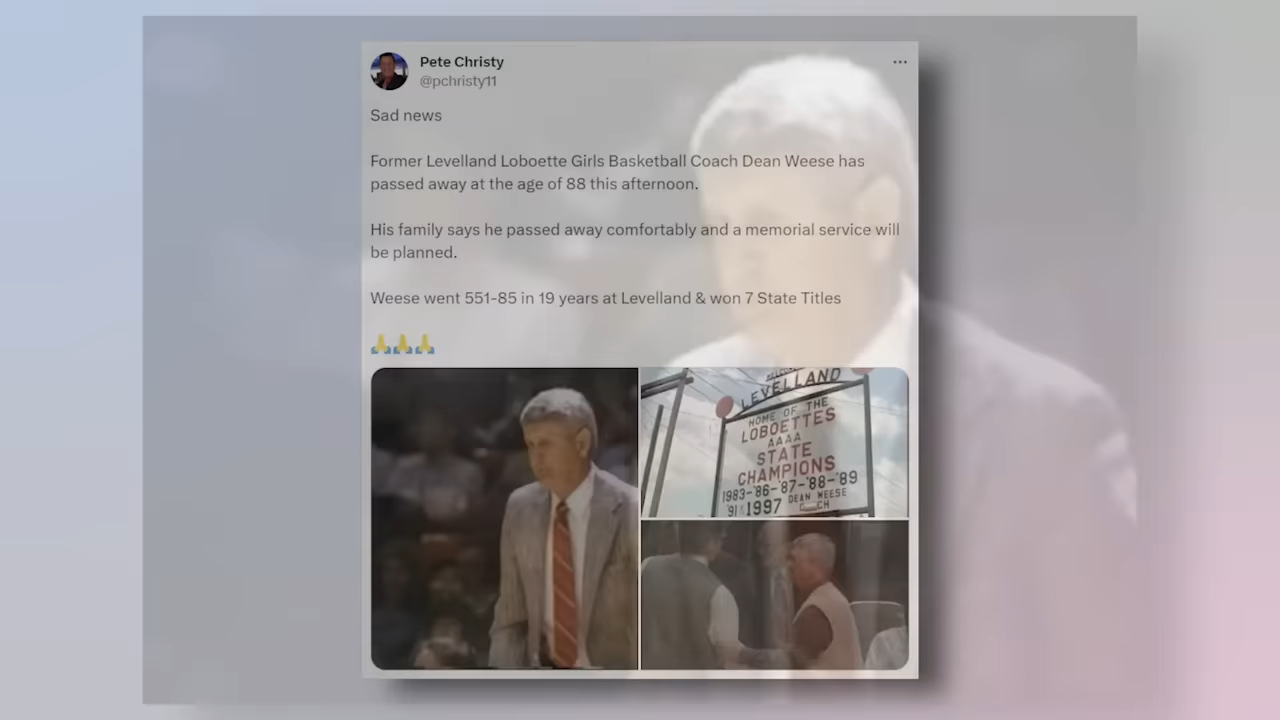 Pete Christy
@pchristy11
Sad news
Former Levelland Loboette Girls Basketball Coach Dean Weese has
passed away at the age of 88 this afternoon.
His family says he passed away comfortably and a memorial service will
be planned.
Weese went 551-85 in 19 years at Levelland & won 7 State Titles
🙏🙏🙏
LEVELLAND
HOME OF THE
LOBOETTES
AAAA
STATE
CHAMPIONS
1983-'86-'87-'88-'89
'91 & 1997 DEAN WEESE